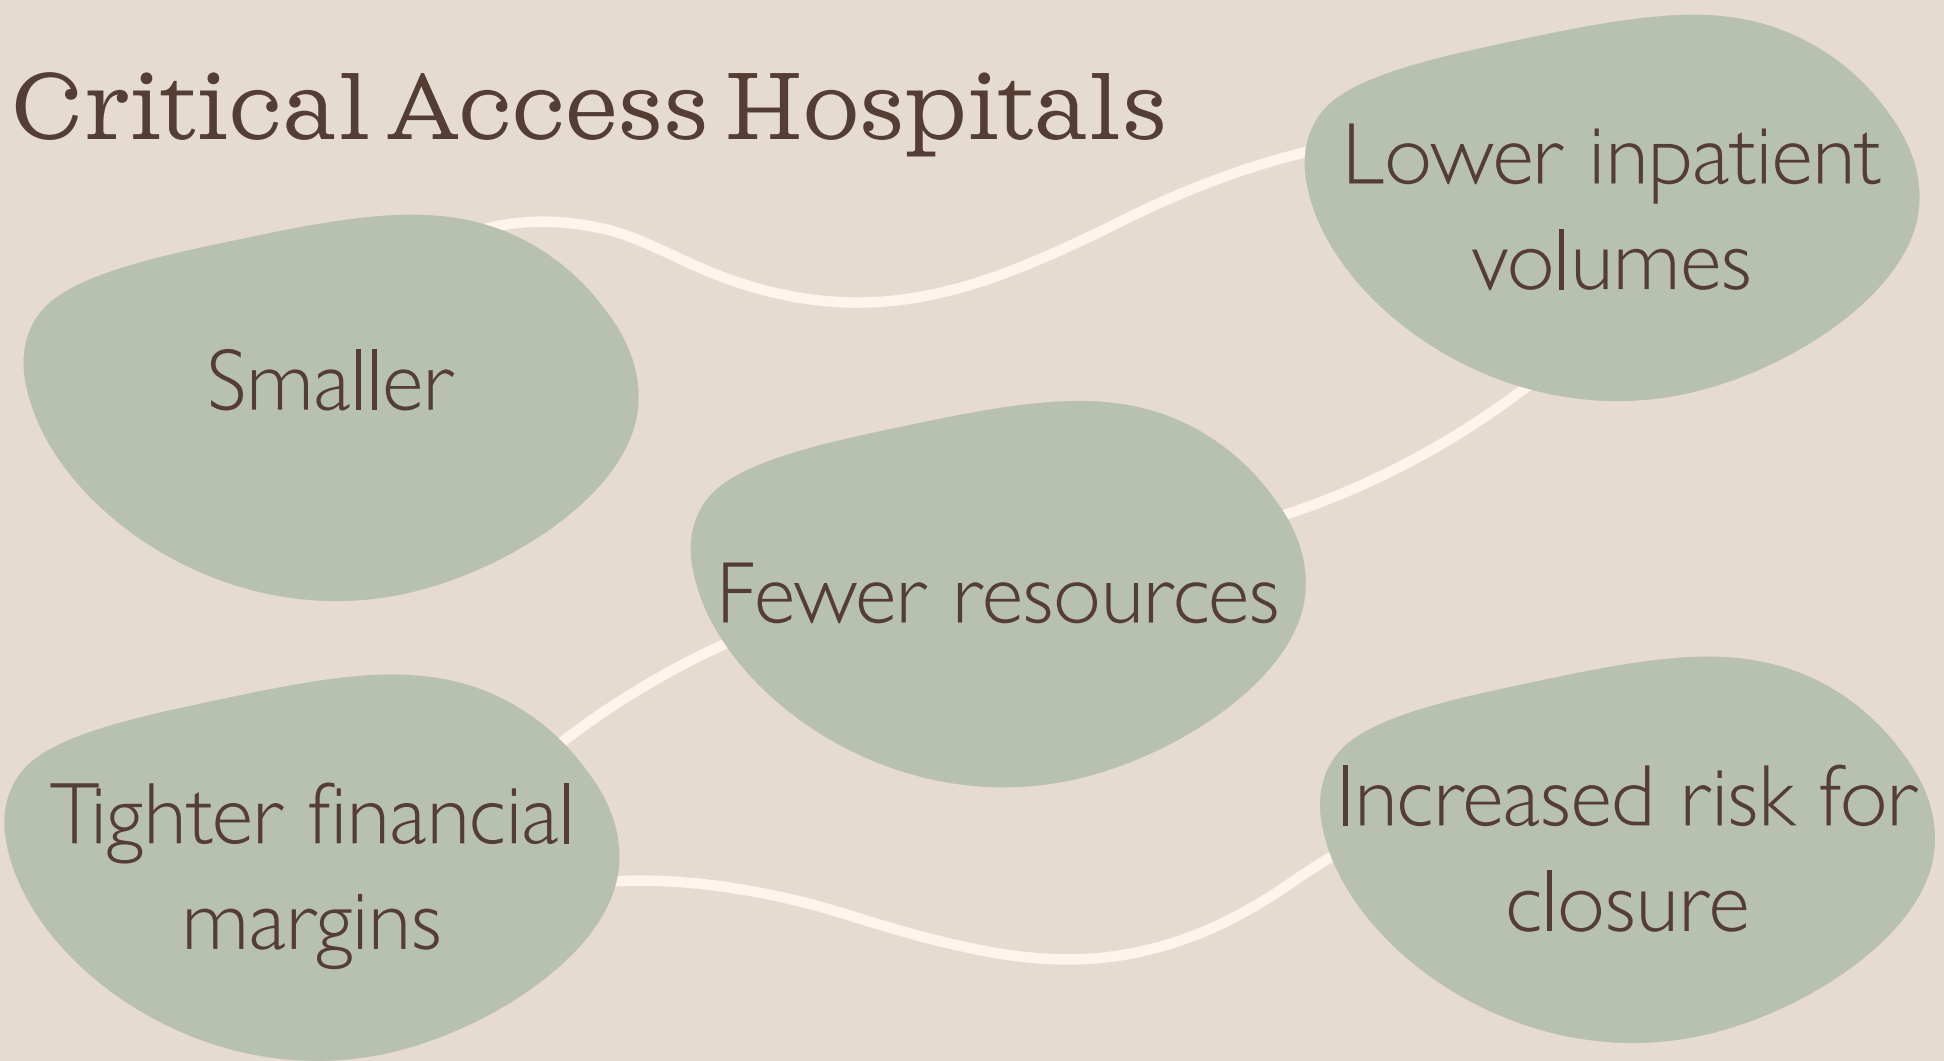 Critical Access Hospitals
Smaller
Lower inpatient
volumes
Fewer resources
Tighter financial
margins
Increased risk for
closure